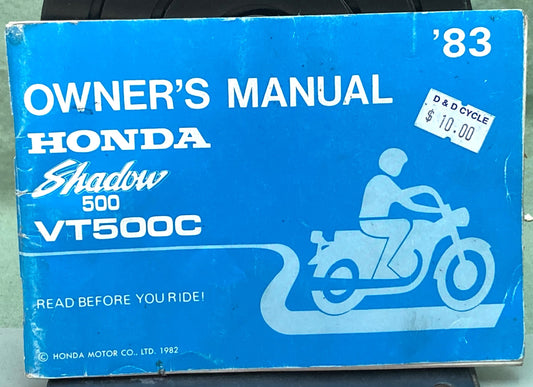 '83
OWNER'S MANUAL
D & D CYCLE
$ 10.00
HONDA
Shadow
500
VT500C
READ BEFORE YOU RIDE!
© HONDA MOTOR CO., LTD. 1982